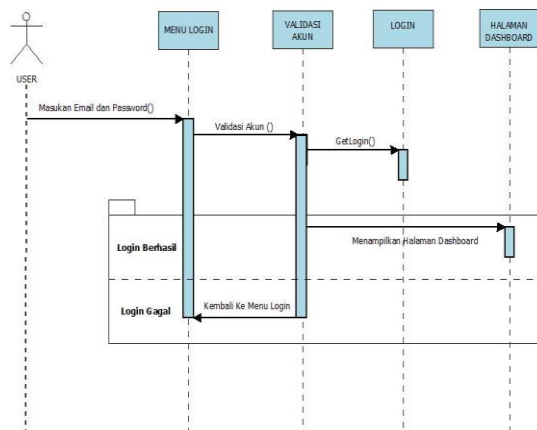 MENU LOGIN
VALIDASI
AKUN
LOGIN
HALAMAN
DASHBOARD
USER
Masukan Email dan Password()
Validasi Akun ()
GetLogin()
Login Berhasil
Menampilkan Halaman Dashboard
Login Gagal
Kembali Ke Menu Login